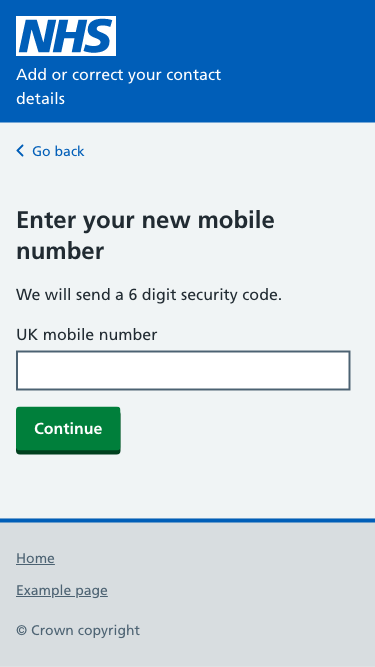 NHS
Add or correct your contact
details
Go back
Enter your new mobile
number
We will send a 6 digit security code.
UK mobile number
Continue
Home
Example page
© Crown copyright